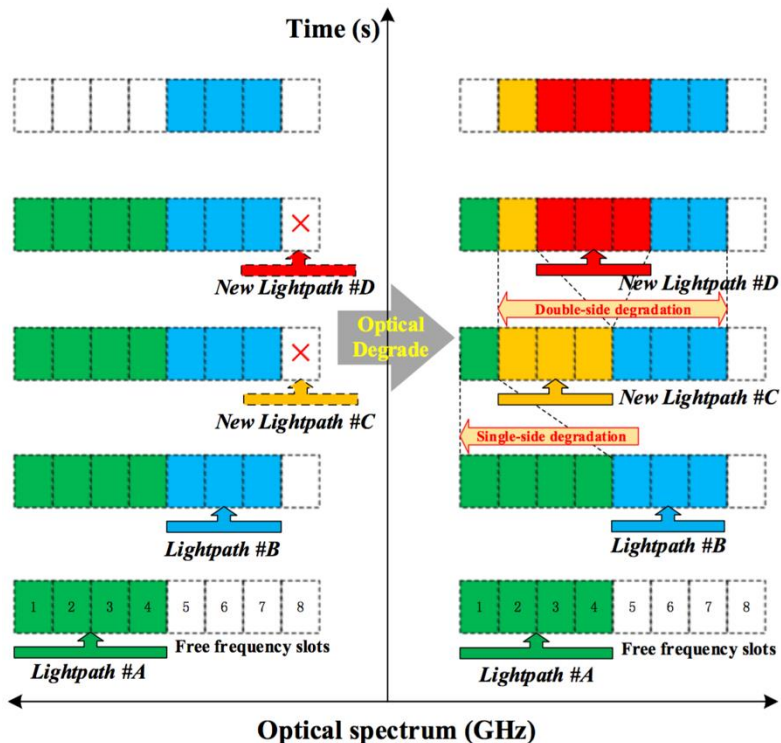 Time (s)
New Lightpath #D
New Lightpath #D
Double-side degradation
Optical
Degrade
New Lightpath #C
New Lightpath #C
Single-side degradation
Lightpath #B
Lightpath #B
1 2 3 4 5 6 7 8
1 2 3 4 5 6 7 8
Free frequency slots
Free frequency slots
Lightpath #A
Lightpath #A
Optical spectrum (GHz)